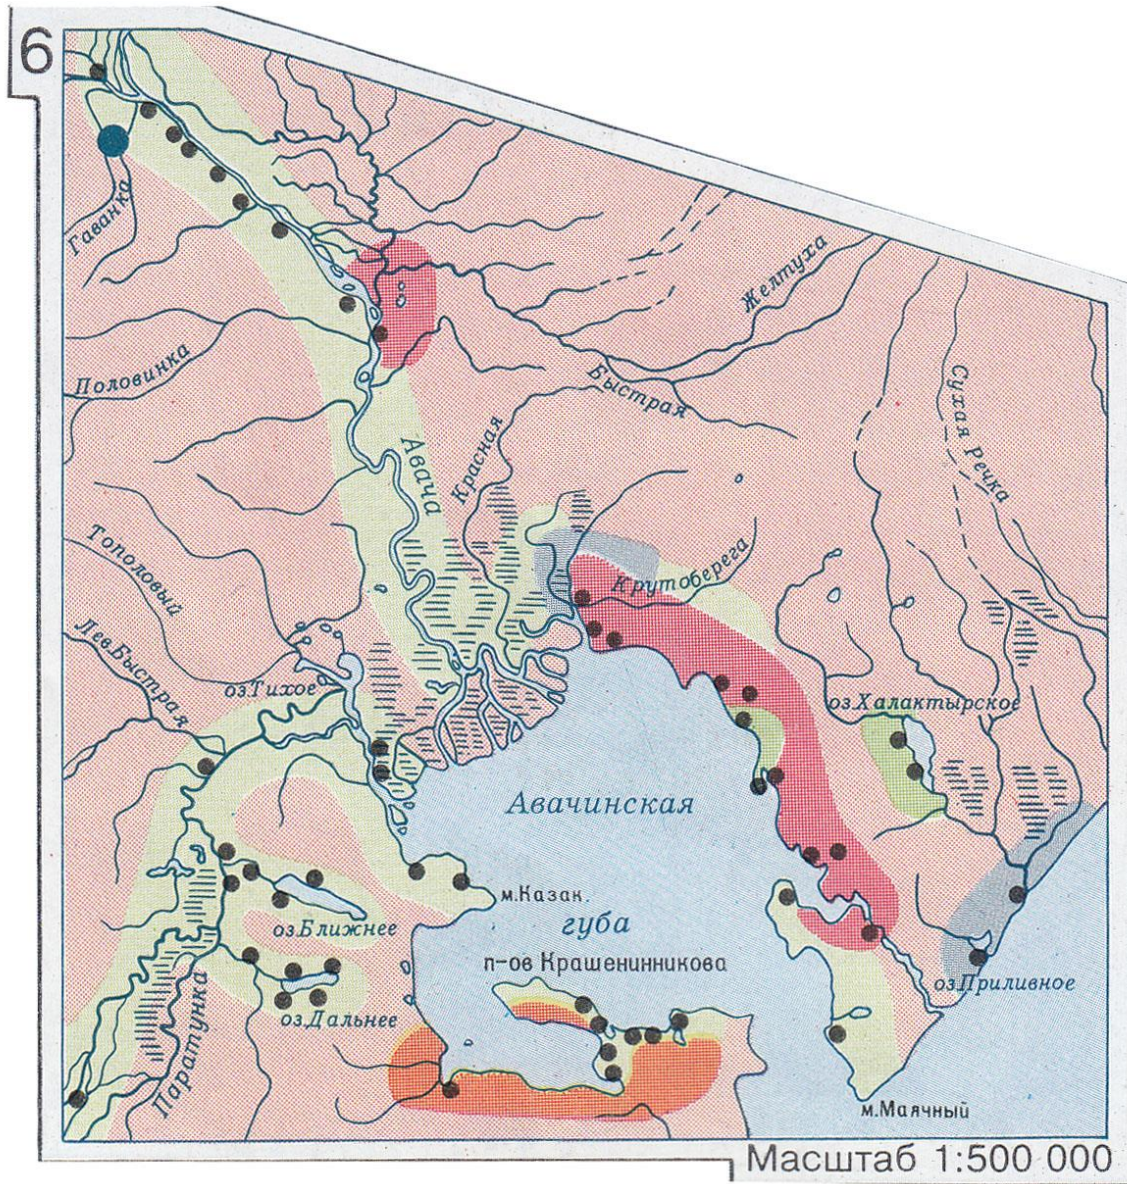 6
Гаванка
Желтуха
Половинка
Быстрая
Сухая Речка
Красная
Авача
Тополовый
Крутоберега
Лев.Быстрая
оз.Тихое
оз.Халактырское
Авачинская
м.Казак.
губа
оз.Ближнее
п-ов Крашенинникова
оз.Приливное
оз.Дальнее
Паратунка
м.Маячный
Масштаб 1:500 000